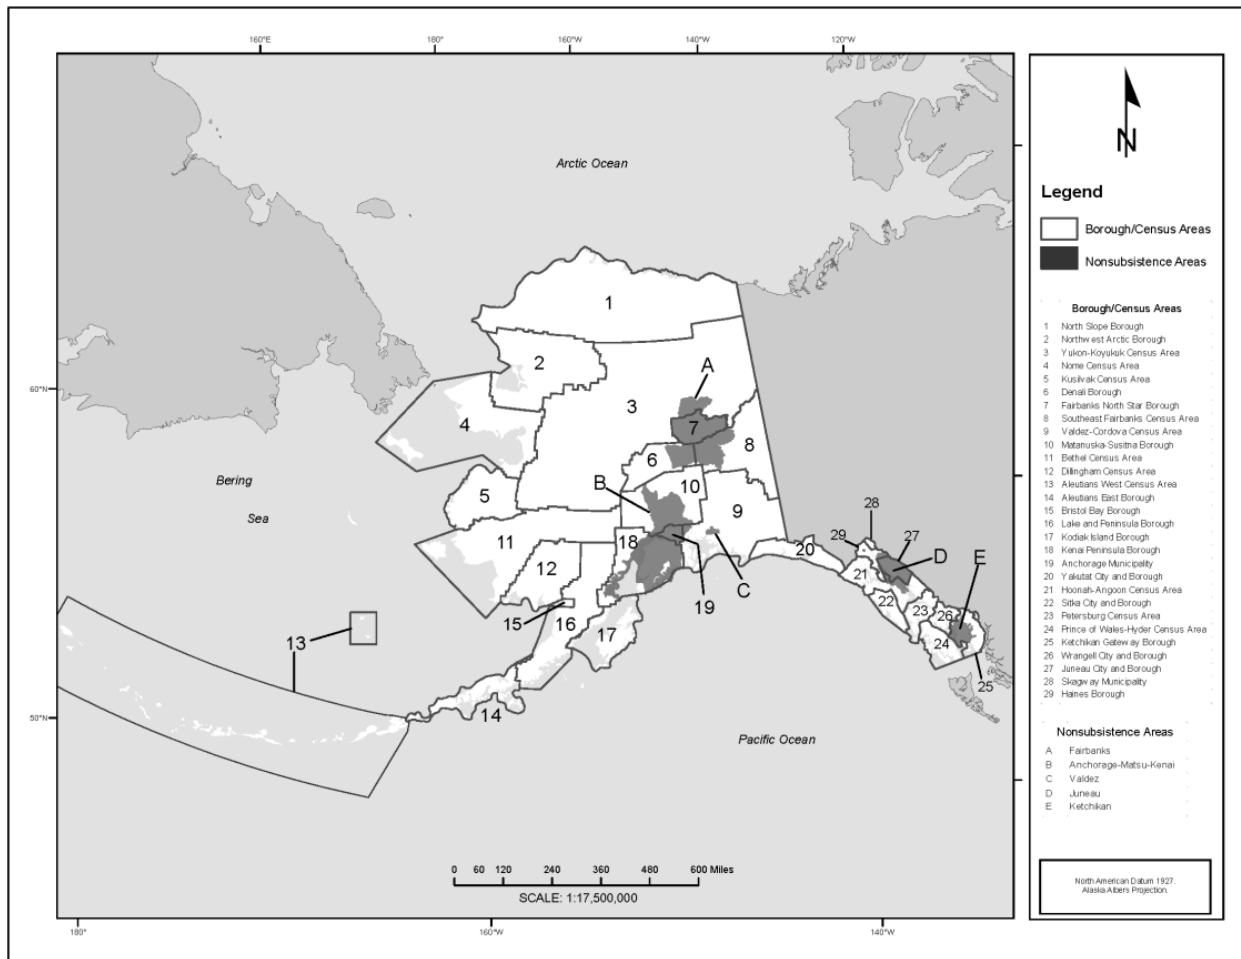 160°E 180° 160°W 140°W 120°W
Arctic Ocean
1
2
A
60°N
3
4
7
8
6
Bering
B
10
5
Sea
9
28
11
29
27
18
20
D
E
12
21
C
22
19
15
16
23
26
17
13
24
25
14
50°N
Pacific Ocean
0 60 120 240 360 480 600 Miles
SCALE: 1:17,500,000
180° 160°W 140°W
N
Legend
Borough/Census Areas
Nonsubsistence Areas
Borough/Census Areas
1 North Slope Borough
2 Northwest Arctic Borough
3 Yukon-Koyukuk Census Area
4 Nome Census Area
5 Kusilvak Census Area
6 Denali Borough
7 Fairbanks North Star Borough
8 Southeast Fairbanks Census Area
9 Valdez-Cordova Census Area
10 Matanuska-Susitna Borough
11 Bethel Census Area
12 Dillingham Census Area
13 Aleutians West Census Area
14 Aleutians East Borough
15 Bristol Bay Borough
16 Lake and Peninsula Borough
17 Kodiak Island Borough
18 Kenai Peninsula Borough
19 Anchorage Municipality
20 Yakutat City and Borough
21 Hoonah-Angoon Census Area
22 Sitka City and Borough
23 Petersburg Census Area
24 Prince of Wales-Hyder Census Area
25 Ketchikan Gateway Borough
26 Wrangell City and Borough
27 Juneau City and Borough
28 Skagway Municipality
29 Haines Borough
Nonsubsistence Areas
A Fairbanks
B Anchorage-Matsu-Kenai
C Valdez
D Juneau
E Ketchikan
North American Datum 1927.
Alaska Albers Projection.